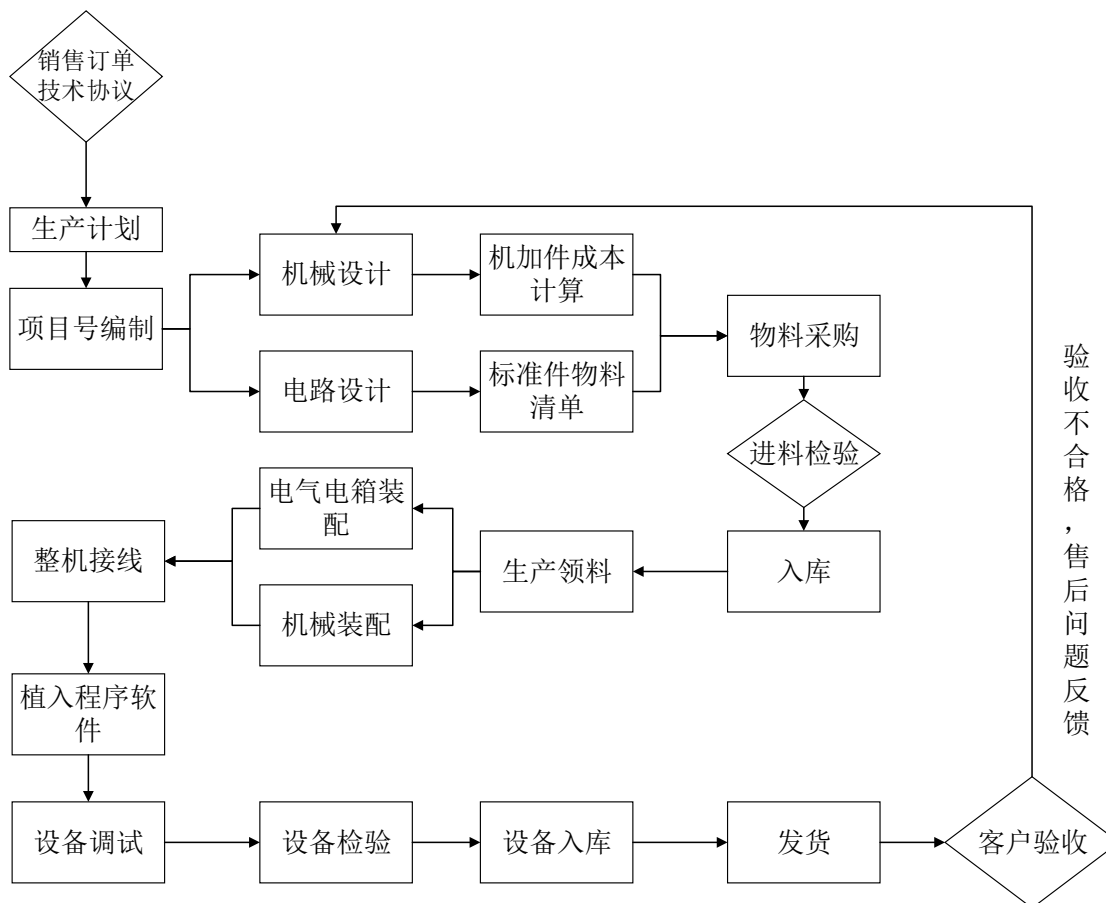 销售订单
技术协议
生产计划
项目号编制
机械设计
机加件成本
计算
电路设计
标准件物料
清单
物料采购
进料检验
入库
生产领料
电气电箱装
配
机械装配
整机接线
植入程序软
件
设备调试
设备检验
设备入库
发货
客户验收
验收不合格，售后问题反馈